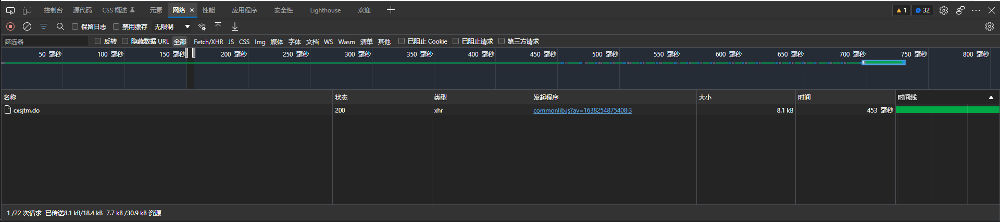 控制台 源代码 CSS 概述 元素 网络 性能 应用程序 安全性 Lighthouse 欢迎 1 32
保留日志 禁用缓存 无限制
筛选器 反转 隐藏数据 URL 全部 Fetch/XHR JS CSS Img 媒体 字体 文档 WS Wasm 清单 其他 已阻止 Cookie 已阻止请求 第三方请求
50 毫秒 100 毫秒 150 毫秒 200 毫秒 250 毫秒 300 毫秒 350 毫秒 400 毫秒 450 毫秒 500 毫秒 550 毫秒 600 毫秒 650 毫秒 700 毫秒 750 毫秒 800 毫秒
名称 状态 类型 发起程序 大小 时间 时间线
cxsjtm.do 200 xhr commonlib.js?av=1638254875408:3 8.1 kB 453 毫秒
1 /22 次请求 已传送8.1 kB/18.4 kB 7.7 kB /30.9 kB 资源